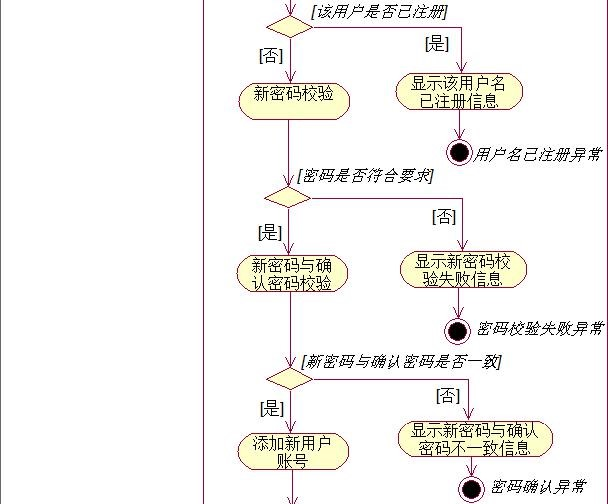 [该用户是否已注册]
[否]
[是]
新密码校验
显示该用户名
已注册信息
用户名已注册异常
[密码是否符合要求]
[是]
[否]
新密码与确
认密码校验
显示新密码校
验失败信息
密码校验失败异常
[新密码与确认密码是否一致]
[是]
[否]
添加新用户
账号
显示新密码与确认
密码不一致信息
密码确认异常